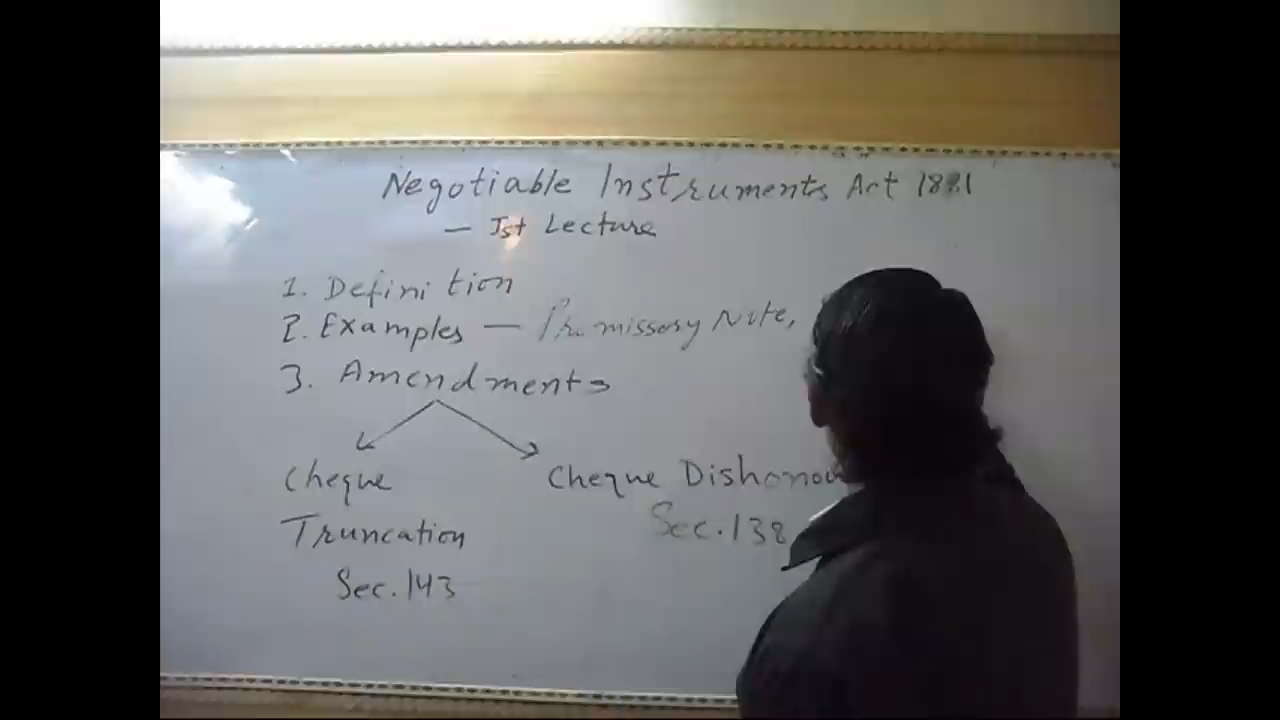 Negotiable Instruments Act 1881
— Ist Lecture
1. Definition
2. Examples — Promissory Note,
3. Amendments
Cheque Truncation Sec. 143
Cheque Dishonou
Sec. 138